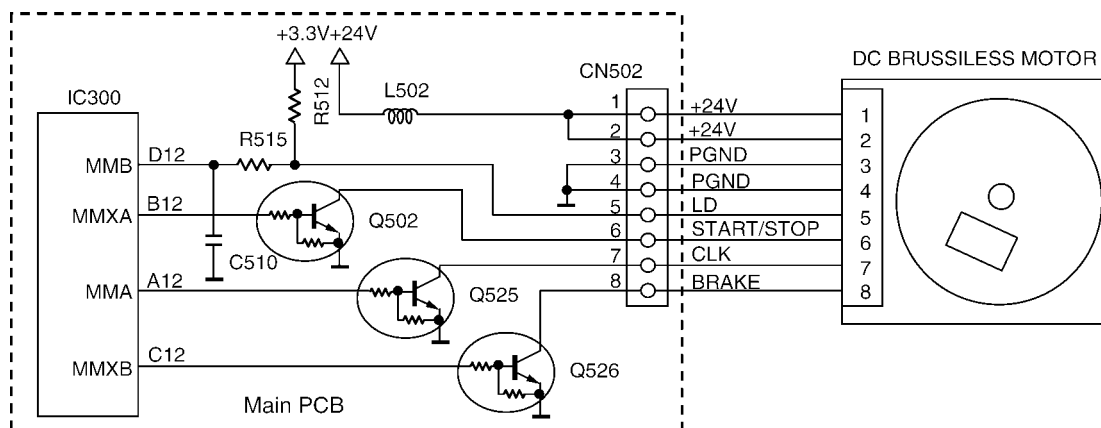 +3.3V +24V
DC BRUSSILESS MOTOR
CN502
IC300
R512
L502
1 +24V 1
2 +24V 2
R515
MMB D12
3 PGND 3
4 PGND 4
MMXA B12
Q502
5 LD 5
6 START/STOP 6
C510
7 CLK 7
MMA A12
Q525
8 BRAKE 8
MMXB C12
Q526
Main PCB